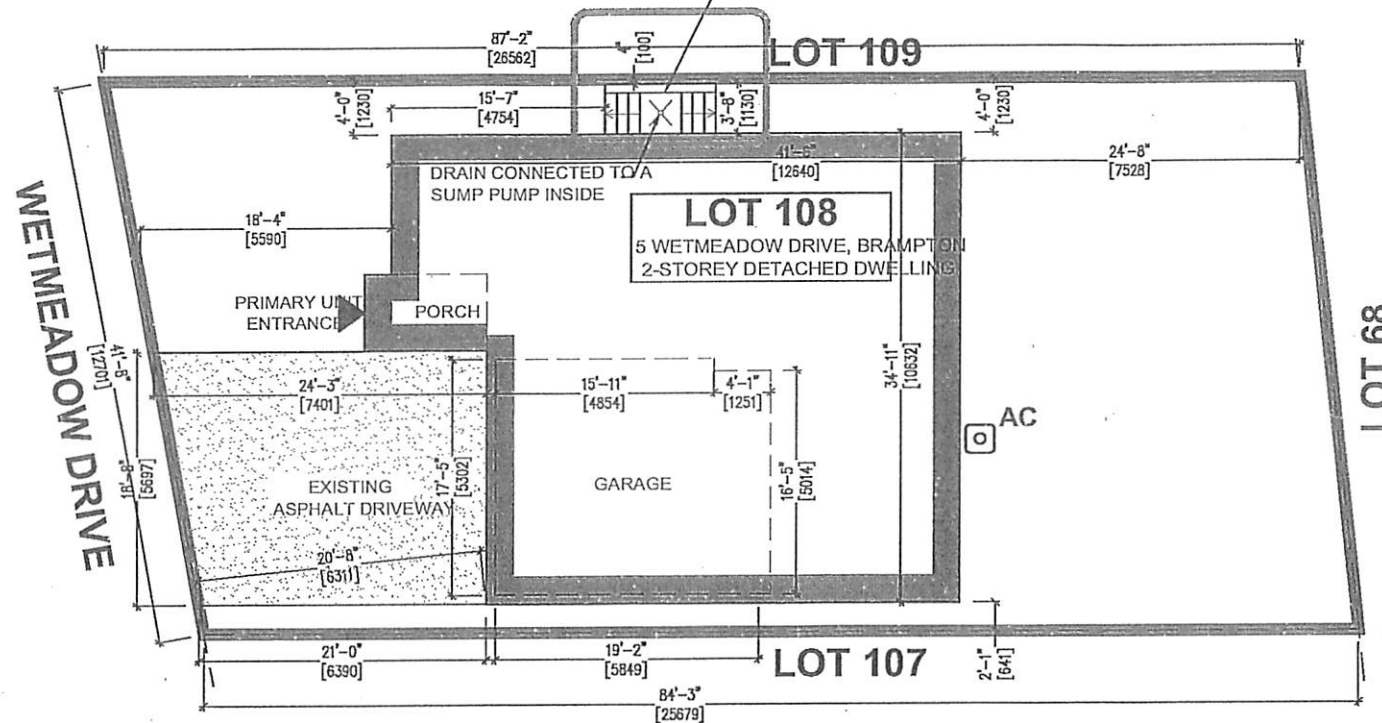 87'-2"
[26562]
LOT 109
4"
[100]
4'-0"
[1230]
15'-7"
[4754]
3'-8"
[1130]
4'-0"
[1230]
DRAIN CONNECTED TO A
SUMP PUMP INSIDE
41'-6"
[12640]
24'-8"
[7528]
LOT 108
5 WETMEADOW DRIVE, BRAMPTON
2-STOREY DETACHED DWELLING
WETMEADOW DRIVE
18'-4"
[5590]
PRIMARY UNIT
ENTRANCE
PORCH
41'-8"
[12701]
24'-3"
[7401]
15'-11"
[4854]
4'-1"
[1251]
34'-11"
[10632]
LOT 68
AC
18'-8"
[5697]
17'-5"
[5302]
16'-5"
[5014]
EXISTING
ASPHALT DRIVEWAY
GARAGE
20'-8"
[6311]
21'-0"
[6390]
19'-2"
[5849]
LOT 107
2'-1"
[641]
84'-3"
[25679]